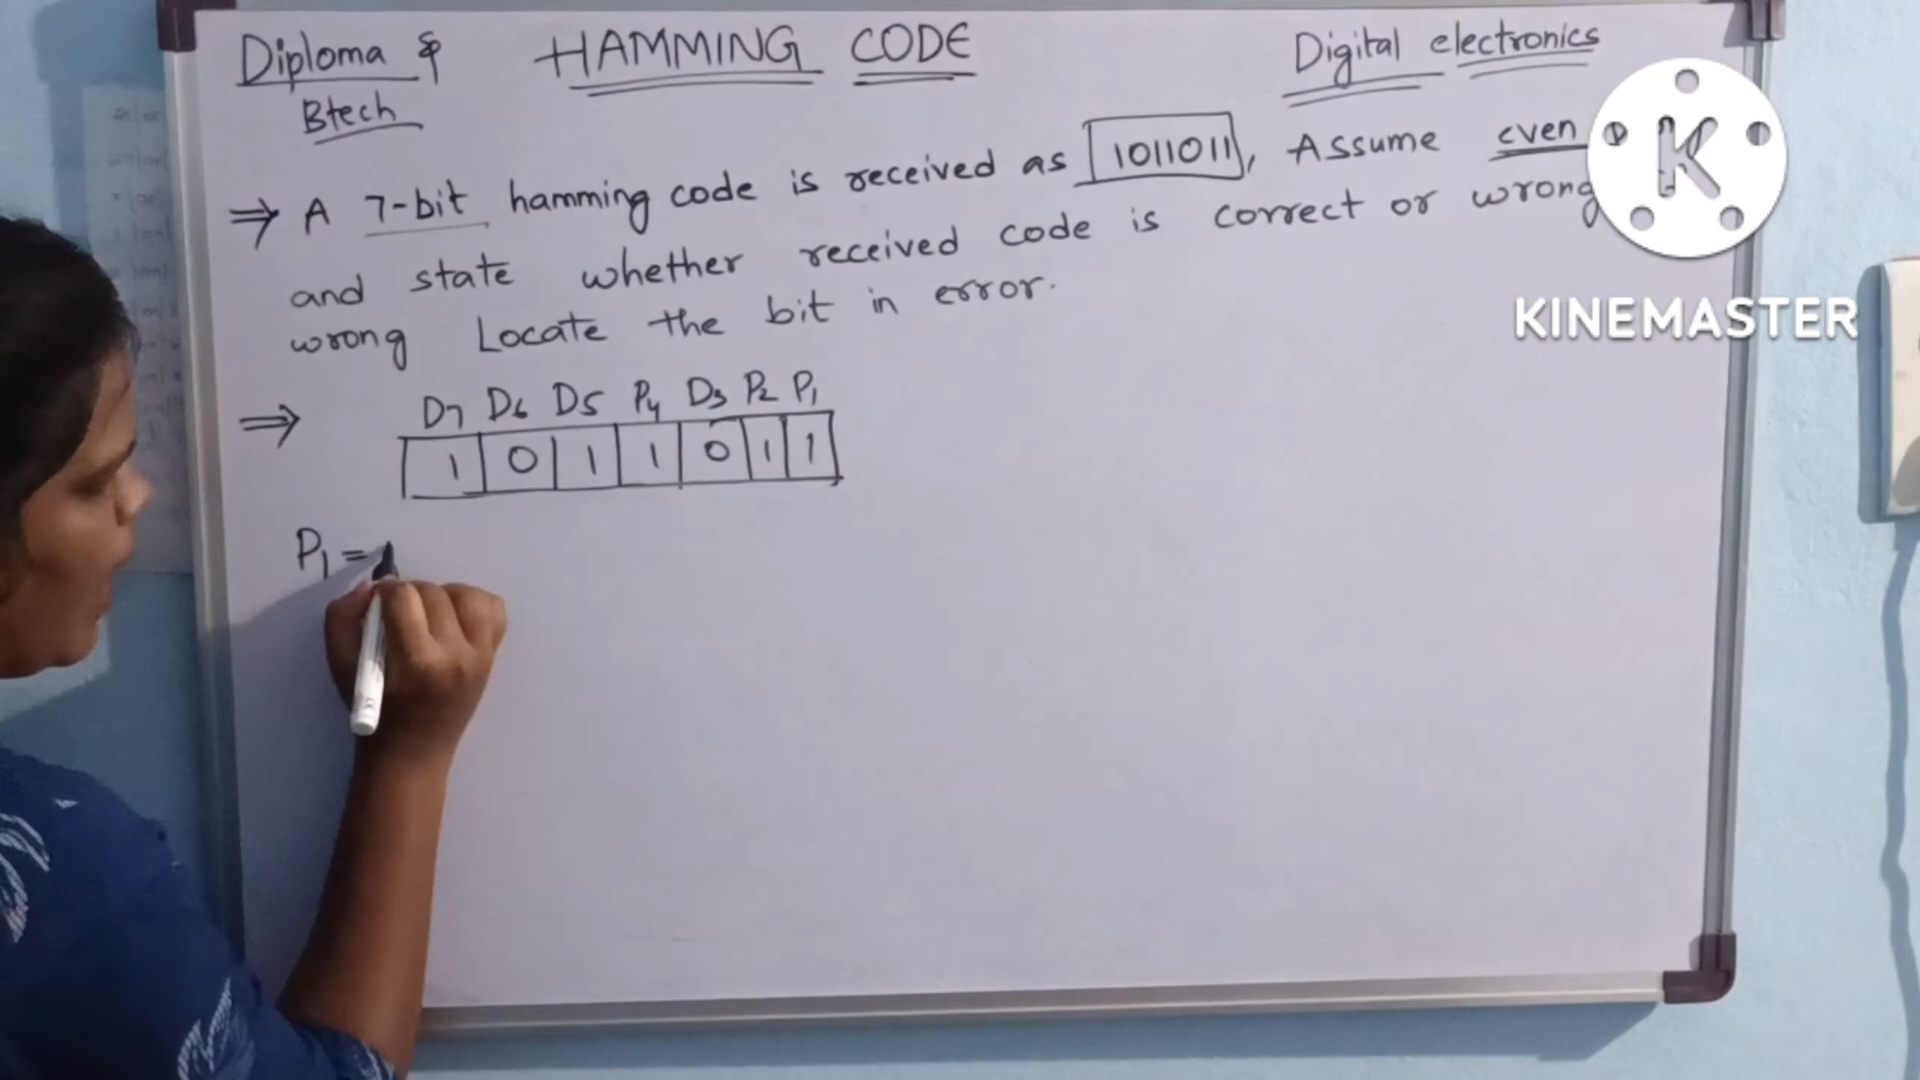 Diploma & HAMMING CODE Digital electronics
Btech
⇒ A 7-bit hamming code is received as 1011011, Assume even
and state whether received code is correct or wrong
wrong Locate the bit in error.
⇒ D7 D6 D5 P4 D3 P2 P1
1 0 1 1 0 1 1
P1 =
K
KINEMASTER